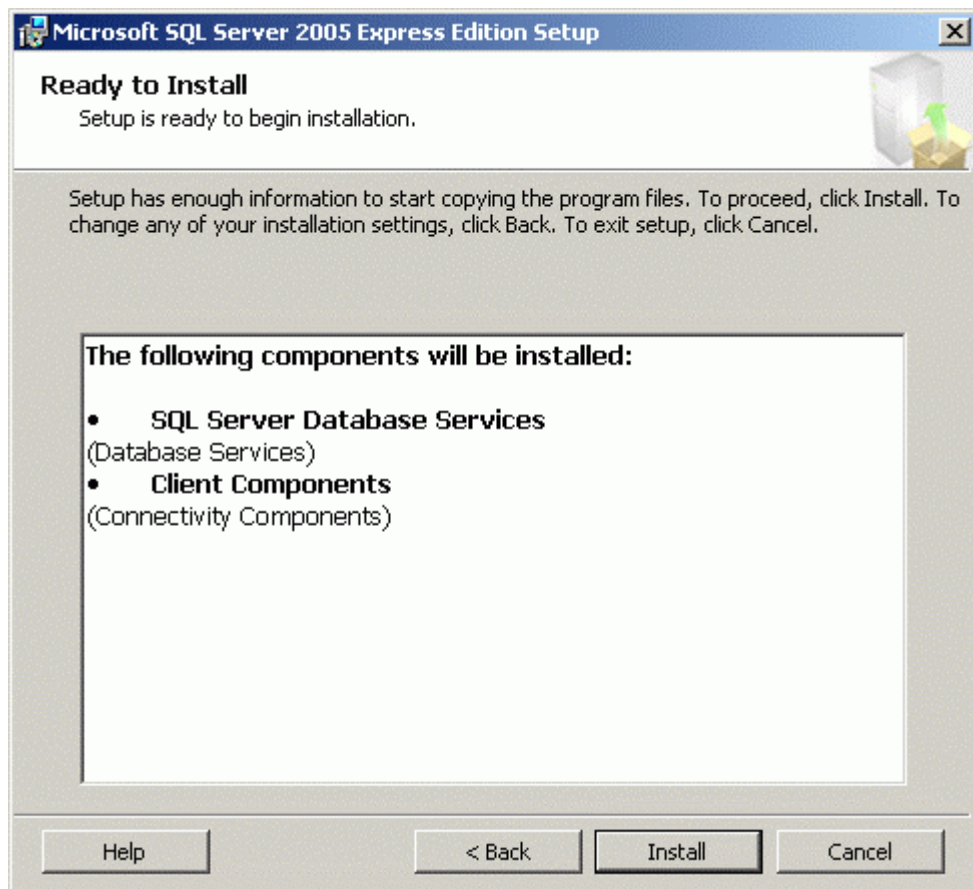 Microsoft SQL Server 2005 Express Edition Setup
Ready to Install
Setup is ready to begin installation.
Setup has enough information to start copying the program files. To proceed, click Install. To
change any of your installation settings, click Back. To exit setup, click Cancel.
The following components will be installed:
• SQL Server Database Services
(Database Services)
• Client Components
(Connectivity Components)
Help
< Back
Install
Cancel